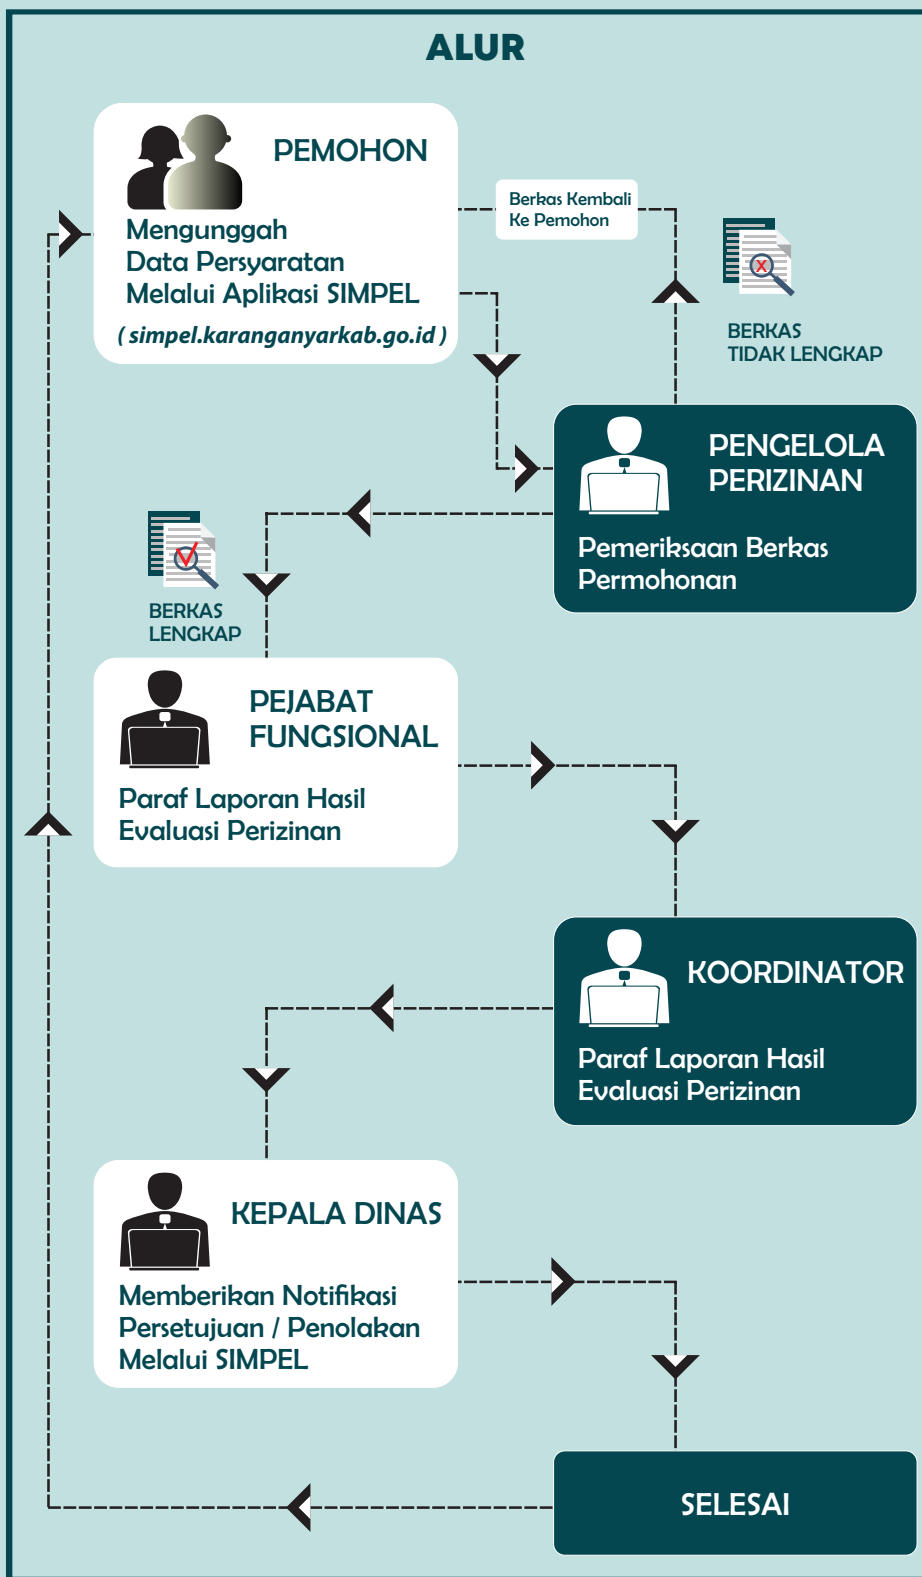 ALUR
PEMOHON
Mengunggah
Data Persyaratan
Melalui Aplikasi SIMPEL
( simpel.karanganyarkab.go.id )
Berkas Kembali
Ke Pemohon
X
BERKAS
TIDAK LENGKAP
PENGELOLA
PERIZINAN
Pemeriksaan Berkas
Permohonan
BERKAS
LENGKAP
PEJABAT
FUNGSIONAL
Paraf Laporan Hasil
Evaluasi Perizinan
KOORDINATOR
Paraf Laporan Hasil
Evaluasi Perizinan
KEPALA DINAS
Memberikan Notifikasi
Persetujuan / Penolakan
Melalui SIMPEL
SELESAI